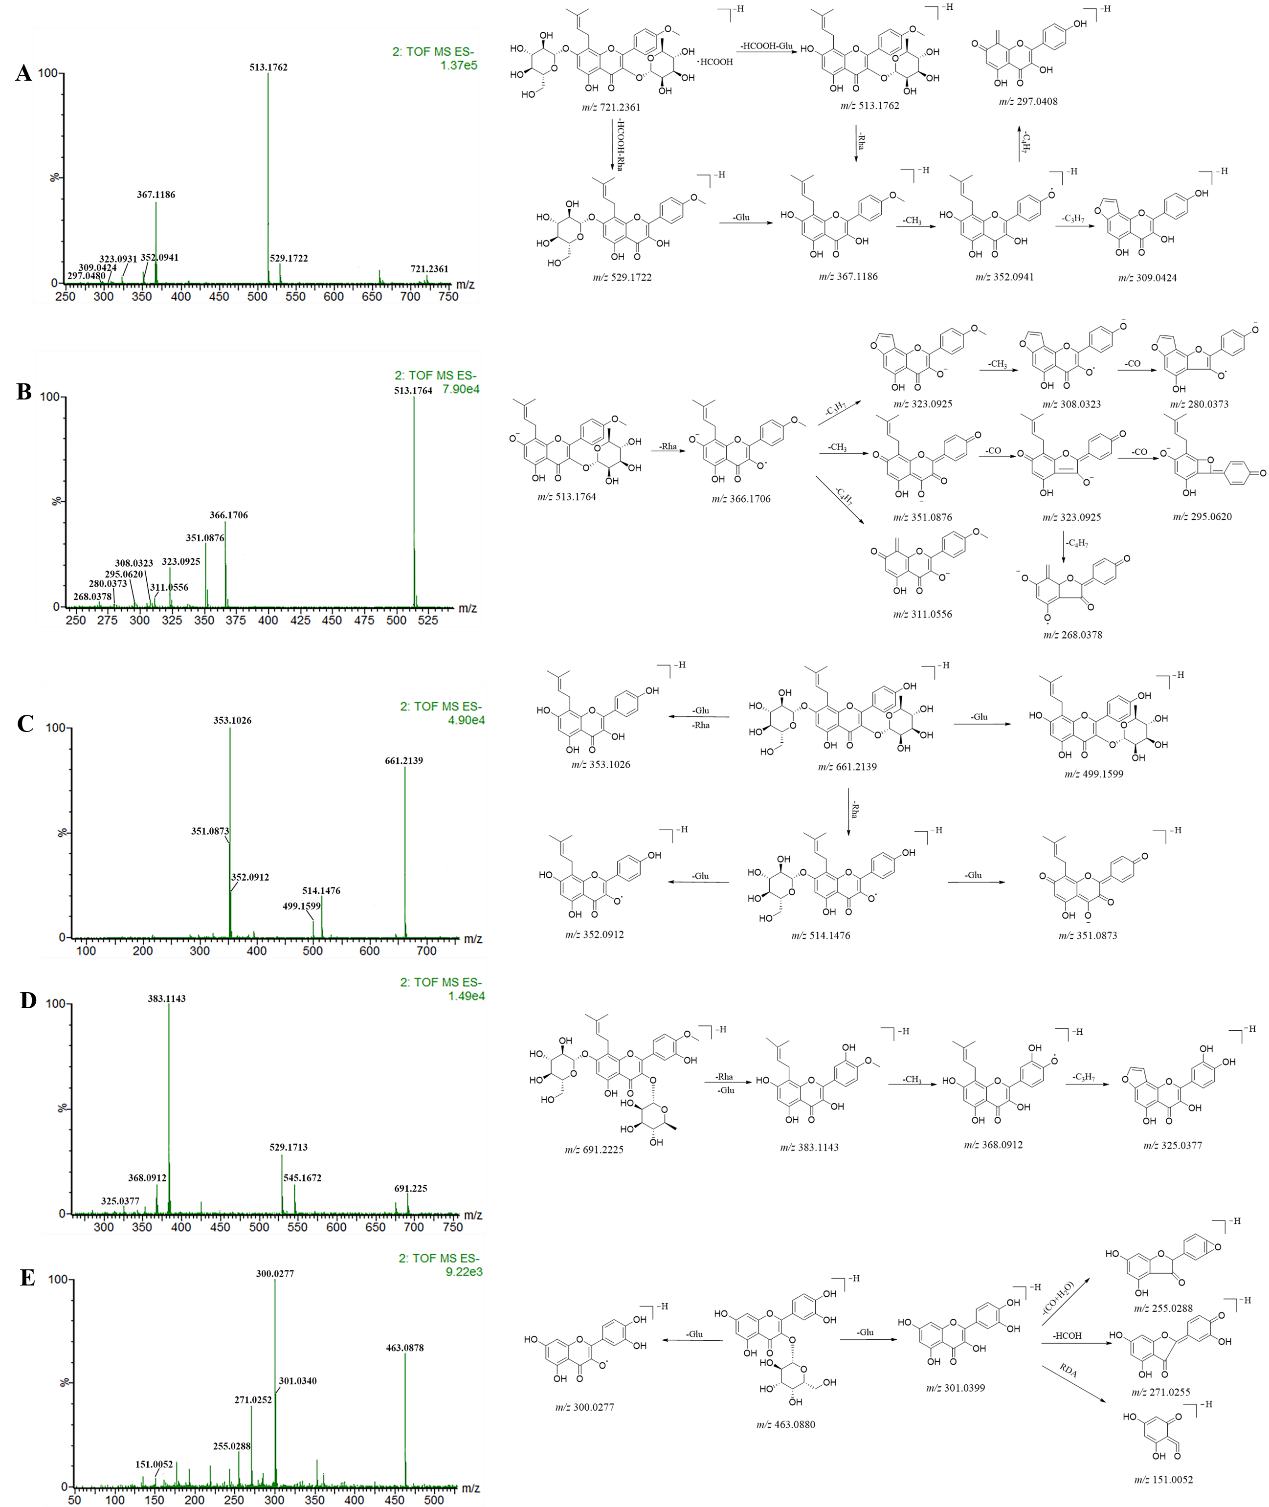 A
2: TOF MS ES-
1.37e5
100
%
0
513.1762
367.1186
323.0931
352.0941
309.0424
297.0480
529.1722
721.2361
250 300 350 400 450 500 550 600 650 700 750 m/z
m/z 721.2361
·HCOOH
-HCOOH-Glu
m/z 513.1762
m/z 297.0408
-HCOOH-Rha
-Rha
-C4H7
m/z 529.1722
-Glu
m/z 367.1186
-CH3
m/z 352.0941
-C3H7
m/z 309.0424
B
2: TOF MS ES-
7.90e4
100
%
0
513.1764
366.1706
351.0876
323.0925
308.0323
295.0620
280.0373
311.0556
268.0378
250 275 300 325 350 375 400 425 450 475 500 525 m/z
m/z 513.1764
-Rha
m/z 366.1706
-C3H7
m/z 323.0925
-CH3
m/z 308.0323
-CO
m/z 280.0373
-CH3
m/z 351.0876
-CO
m/z 323.0925
-CO
m/z 295.0620
-C4H7
m/z 311.0556
-C4H7
m/z 268.0378
C
2: TOF MS ES-
4.90e4
100
%
0
353.1026
661.2139
351.0873
352.0912
514.1476
499.1599
100 200 300 400 500 600 700 m/z
m/z 353.1026
-Glu
-Rha
m/z 661.2139
-Glu
m/z 499.1599
-Rha
m/z 352.0912
-Glu
m/z 514.1476
-Glu
m/z 351.0873
D
2: TOF MS ES-
1.49e4
100
%
0
383.1143
529.1713
545.1672
368.0912
325.0377
691.225
300 350 400 450 500 550 600 650 700 750 m/z
m/z 691.2225
-Rha
-Glu
m/z 383.1143
-CH3
m/z 368.0912
-C3H7
m/z 325.0377
E
2: TOF MS ES-
9.22e3
100
%
0
300.0277
463.0878
301.0340
271.0252
255.0288
151.0052
50 100 150 200 250 300 350 400 450 500 m/z
m/z 300.0277
-Glu
m/z 463.0880
-Glu
m/z 301.0399
-(CO+H2O)
m/z 255.0288
-HCOH
m/z 271.0255
RDA
m/z 151.0052